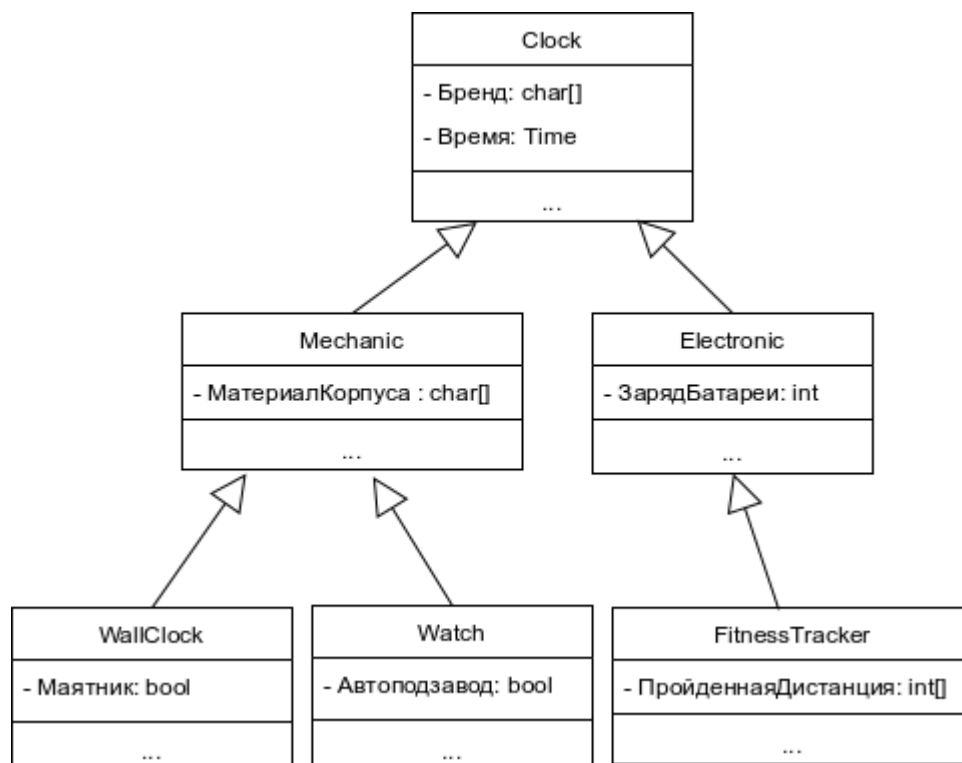 Clock
- Бренд: char[]
- Время: Time
...
Mechanic
- МатериалКорпуса : char[]
...
Electronic
- ЗарядБатареи: int
...
WallClock
- Маятник: bool
...
Watch
- Автоподзавод: bool
...
FitnessTracker
- ПройденнаяДистанция: int[]
...